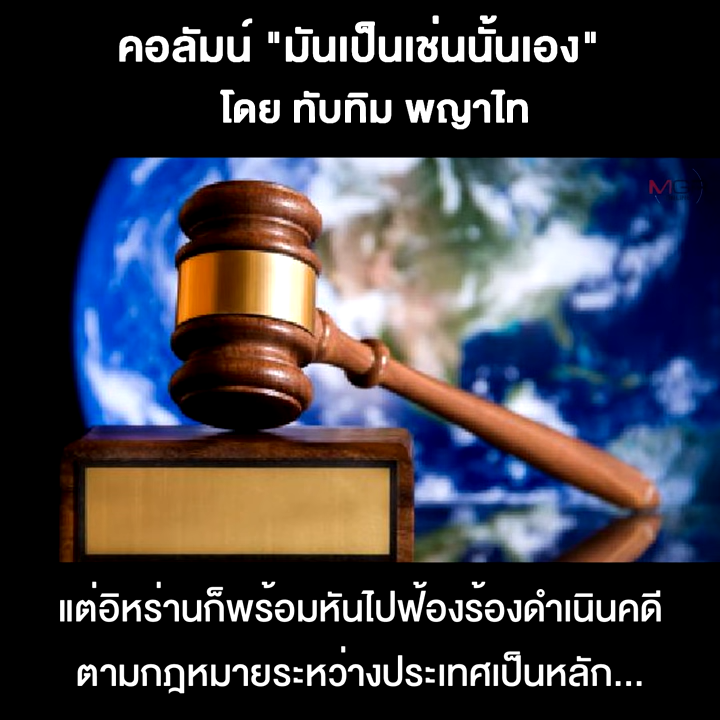 คอลัมน์ "มันเป็นเช่นนั้นเอง"
โดย ทับทิม พญาไท
MG
แต่อิหร่านก็พร้อมหันไปฟ้องร้องดำเนินคดี
ตามกฎหมายระหว่างประเทศเป็นหลัก...